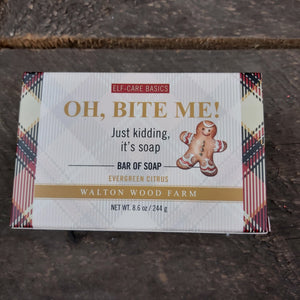 ELF-CARE BASICS
OH, BITE ME!
Just kidding,
it's soap
BAR OF SOAP
EVERGREEN CITRUS
WALTON WOOD FARM
NET WT. 8.6 oz / 244 g